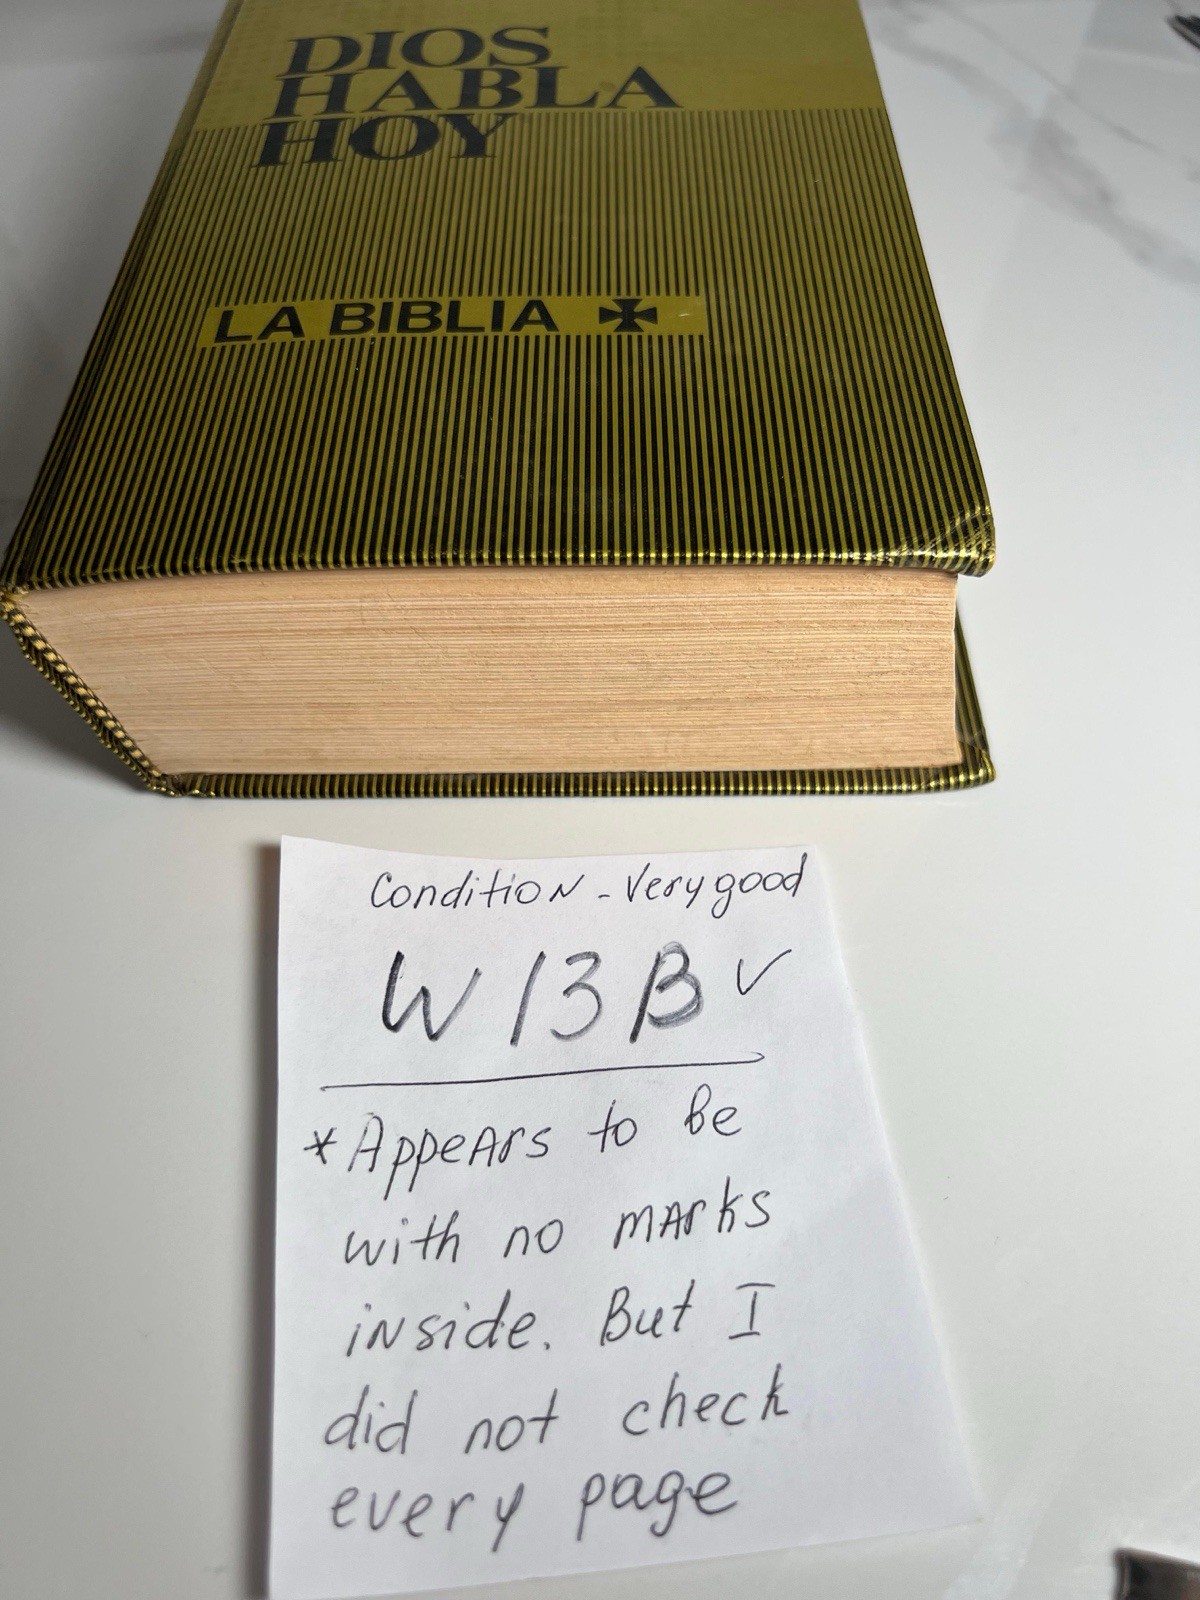 DIOS
HABLA
HOY
LA BIBLIA
Condition - Very good
W13B ✓
*Appears to be
with no marks
inside. But I
did not check
every page